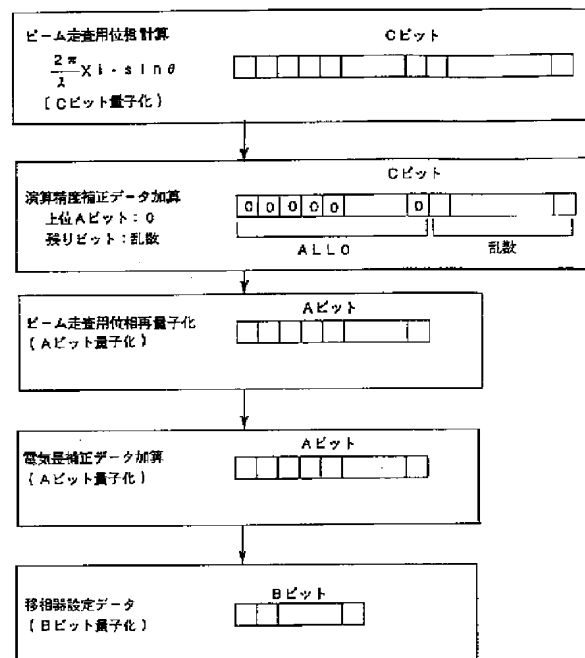 ビーム走査用位相計算
Cビット
2π/λ Xi・sinθ
(Cビット量子化)
Cビット
演算精度補正データ加算
上位Aビット:0
残りビット:乱数
0 0 0 0 0 0
ALL0
乱数
Aビット
ビーム走査用位相再量子化
(Aビット量子化)
Aビット
電気長補正データ加算
(Aビット量子化)
Bビット
移相器設定データ
(Bビット量子化)